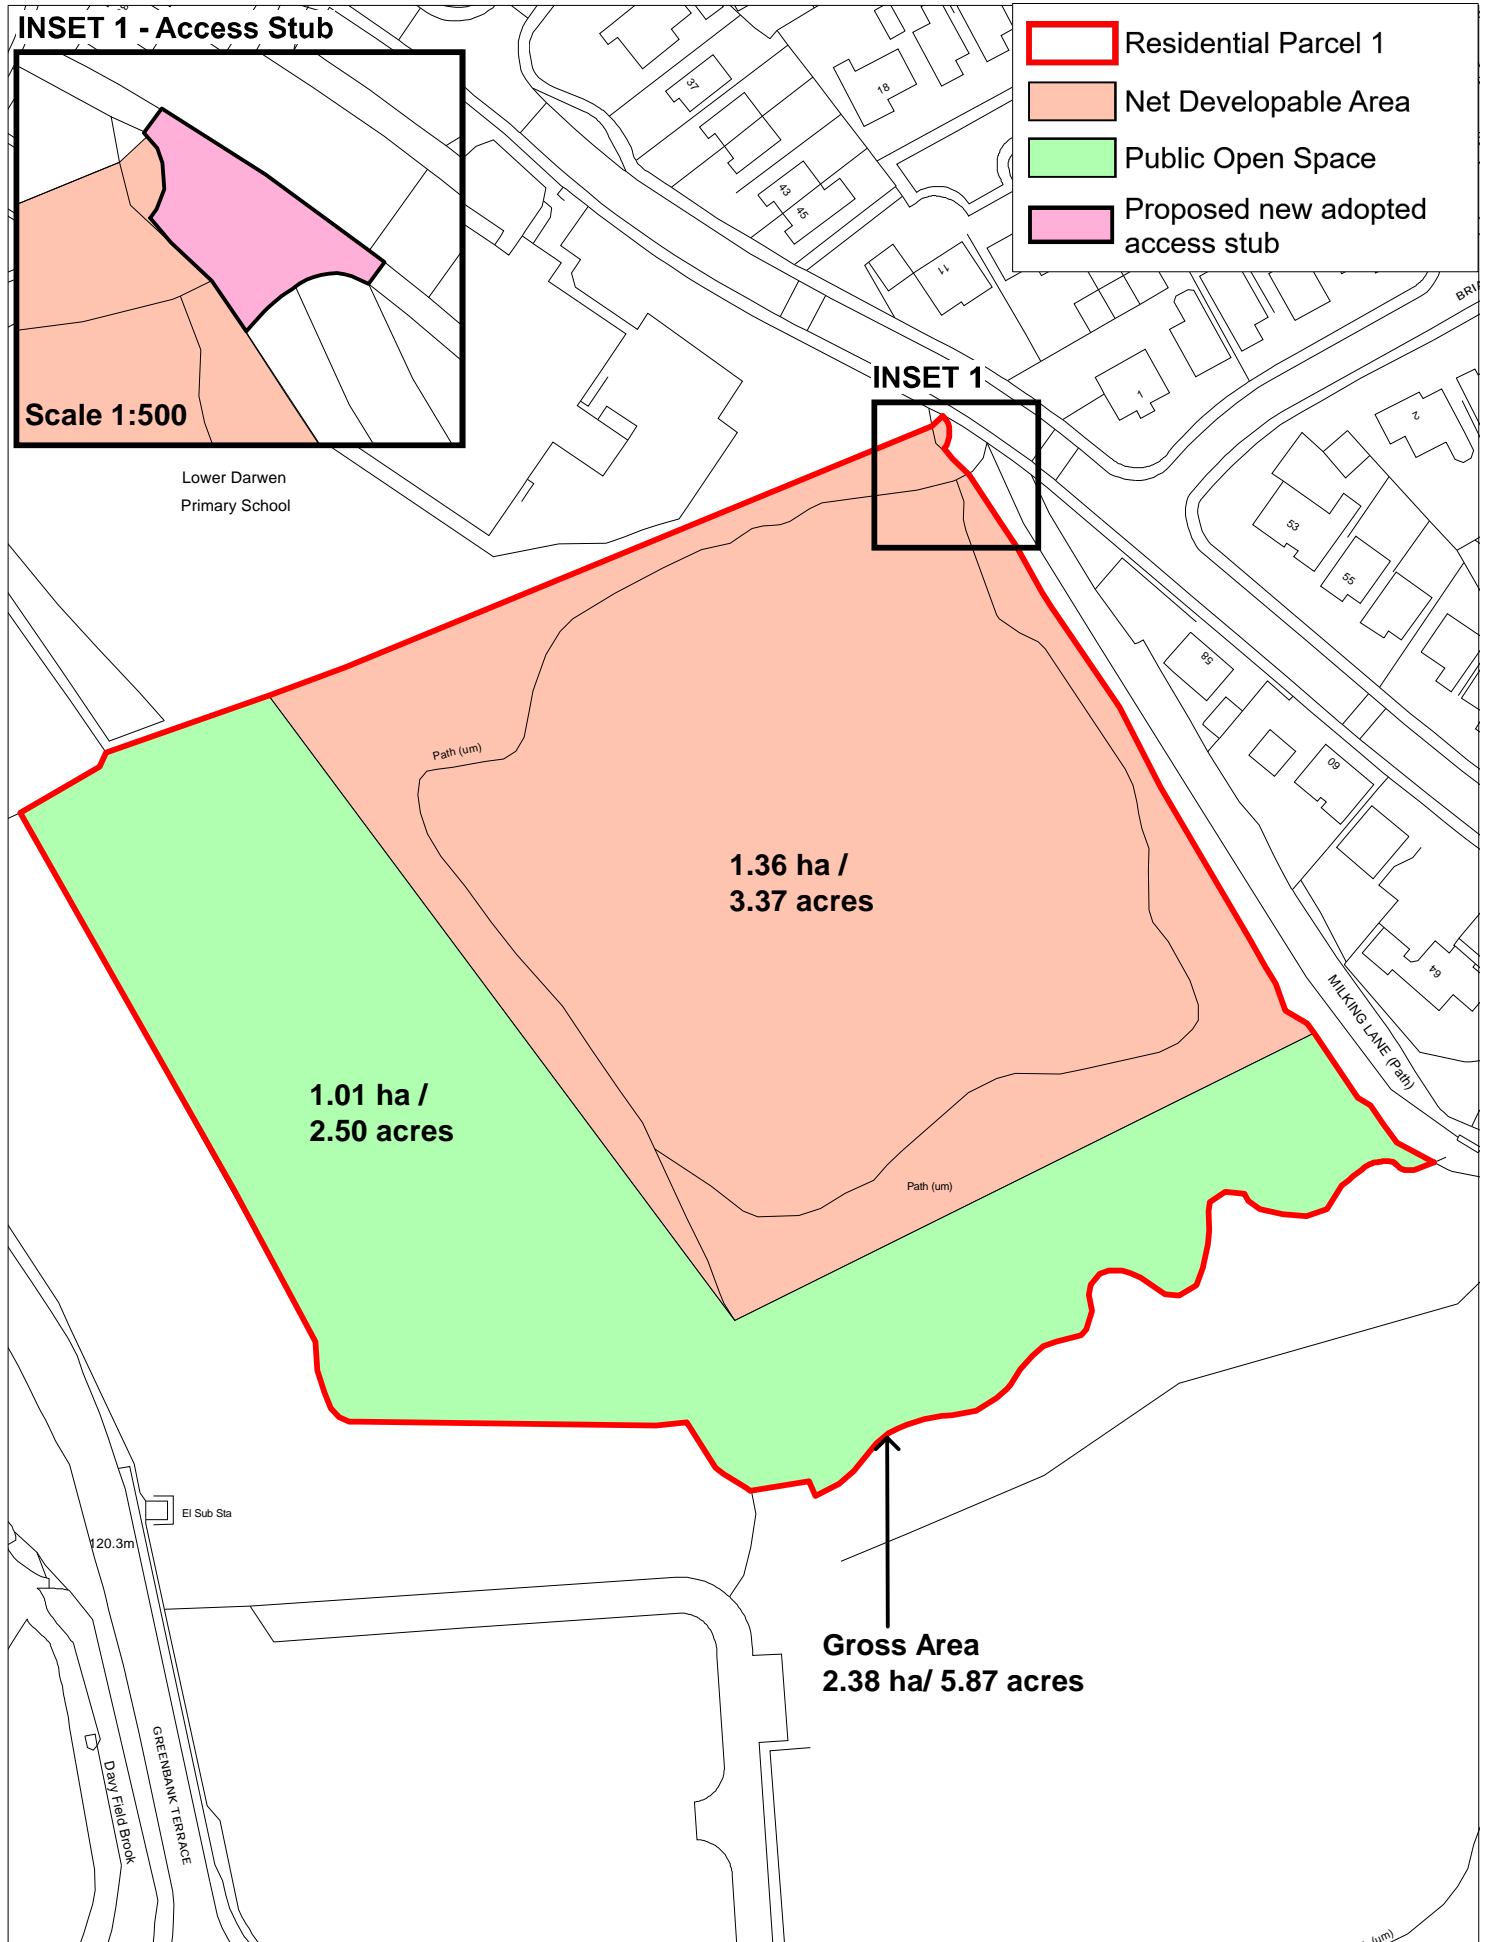 INSET 1 - Access Stub
Scale 1:500
Residential Parcel 1
Net Developable Area
Public Open Space
Proposed new adopted
access stub
37
18
43
45
11
BRI
INSET 1
1
2
Lower Darwen
Primary School
53
55
58
Path (um)
60
1.36 ha /
3.37 acres
64
MILKING LANE (Path)
1.01 ha /
2.50 acres
Path (um)
El Sub Sta
120.3m
Gross Area
2.38 ha/ 5.87 acres
GREENBANK TERRACE
Davy Field Brook
(um)